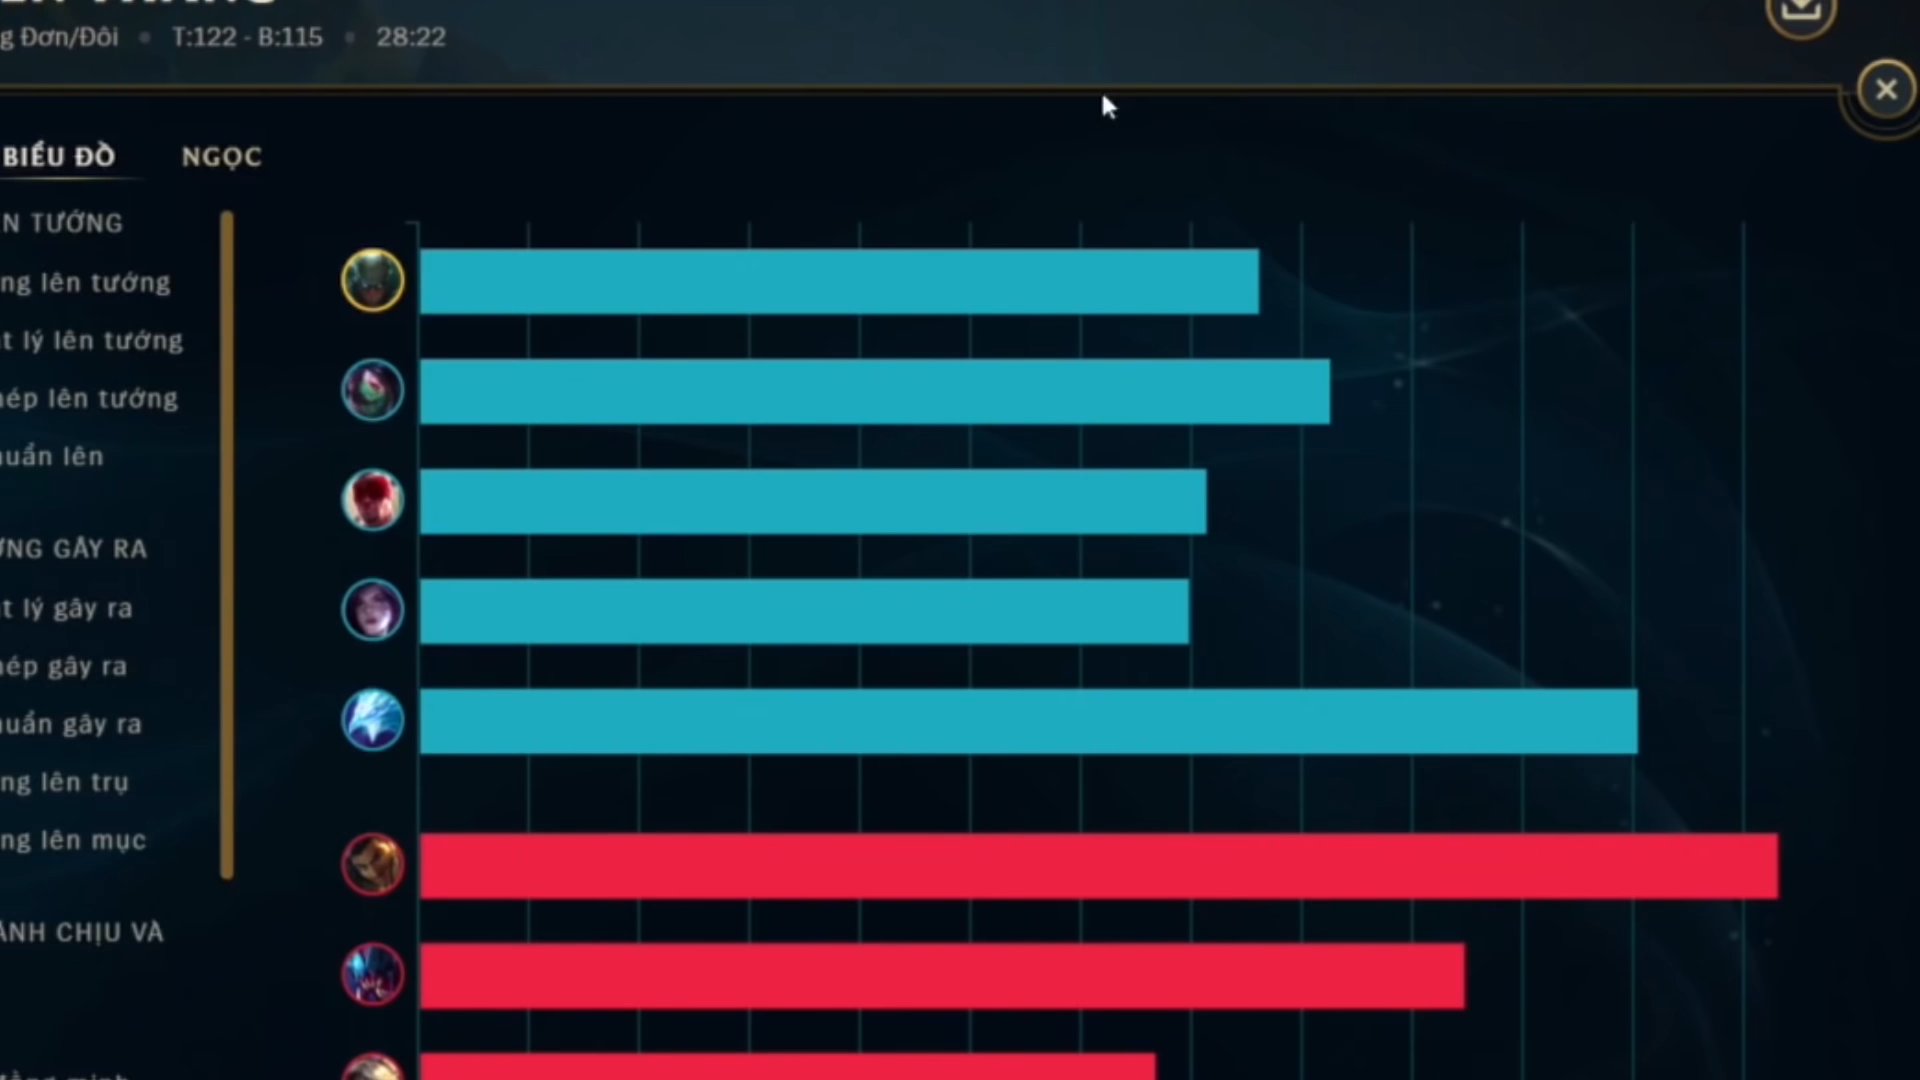 g Đơn/Đôi • T:122 - B:115 • 28:22
BIỂU ĐỒ NGỌC
N TƯỚNG
ng lên tướng
t lý lên tướng
hép lên tướng
huẩn lên
ỢNG GÂY RA
t lý gây ra
hép gây ra
huẩn gây ra
ng lên trụ
ng lên mục
ÁNH CHỊU VÀ